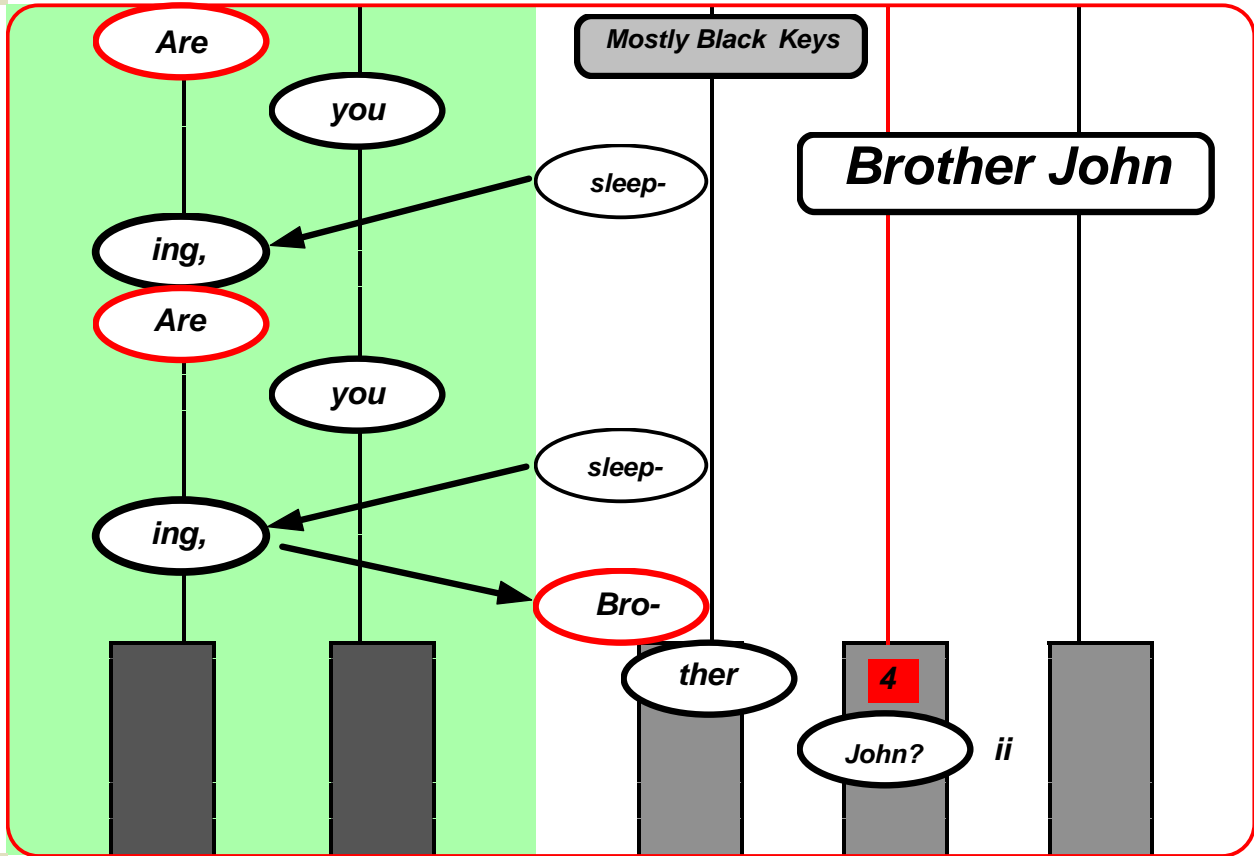 Are
Mostly Black Keys
you
Brother John
sleep-
ing,
Are
you
sleep-
ing,
Bro-
ther
4
John?
ii